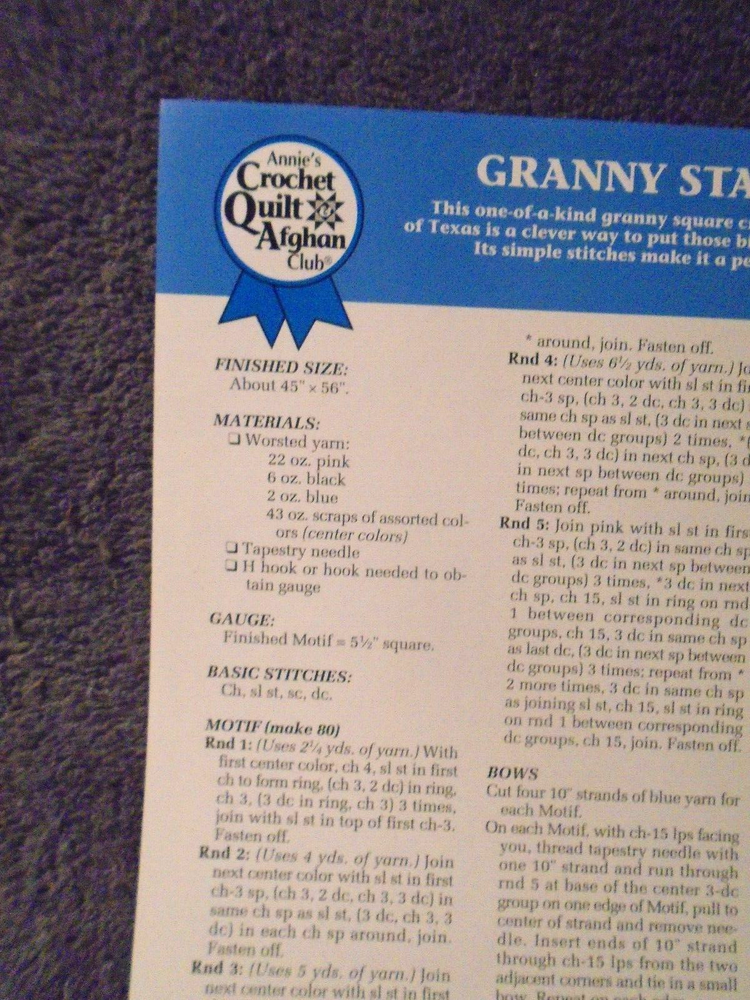 Annie's
Crochet
Quilt &
Afghan
Club®
GRANNY
This one-of-a-kind granny square
of Texas is a clever way to put those
Its simple stitches make it a
FINISHED SIZE:
About 45" × 56".
MATERIALS:
❏ Worsted yarn:
22 oz. pink
6 oz. black
2 oz. blue
43 oz. scraps of assorted col-
ors (center colors)
❏ Tapestry needle
❏ H hook or hook needed to ob-
tain gauge
GAUGE:
Finished Motif = 5½" square.
BASIC STITCHES:
Ch, sl st, sc, dc.
MOTIF (make 80)
Rnd 1: (Uses 2¼ yds. of yarn.) With
first center color, ch 4, sl st in first
ch to form ring, (ch 3, 2 dc) in ring,
ch 3, (3 dc in ring, ch 3) 3 times,
join with sl st in top of first ch-3.
Fasten off.
Rnd 2: (Uses 4 yds. of yarn.) Join
next center color with sl st in first
ch-3 sp, (ch 3, 2 dc, ch 3, 3 dc) in
same ch sp as sl st, (3 dc, ch 3, 3
dc) in each ch sp around, join.
Fasten off.
Rnd 3: (Uses 5 yds. of yarn.) Join
next center color with sl st in first
* around, join. Fasten off.
Rnd 4: (Uses 6½ yds. of yarn.)
next center color with sl st in
ch-3 sp, (ch 3, 2 dc, ch 3, 3 dc)
same ch sp as sl st, (3 dc in next
between dc groups) 2 times,
dc, ch 3, 3 dc) in next ch sp, (3
in next sp between dc groups)
times; repeat from * around, join
Fasten off.
Rnd 5: Join pink with sl st in first
ch-3 sp, (ch 3, 2 dc) in same ch sp
as sl st, (3 dc in next sp between
dc groups) 3 times, *3 dc in next
ch sp, ch 15, sl st in ring on rnd
1 between corresponding dc
groups, ch 15, 3 dc in same ch sp
as last dc, (3 dc in next sp between
dc groups) 3 times; repeat from *
2 more times, 3 dc in same ch sp
as joining sl st, ch 15, sl st in ring
on rnd 1 between corresponding
dc groups, ch 15, join. Fasten off.
BOWS
Cut four 10" strands of blue yarn for
each Motif.
On each Motif, with ch-15 lps facing
you, thread tapestry needle with
one 10" strand and run through
rnd 5 at base of the center 3-dc
group on one edge of Motif, pull to
center of strand and remove nee-
dle. Insert ends of 10" strand
through ch-15 lps from the two
adjacent corners and tie in a small
bow. Repeat on